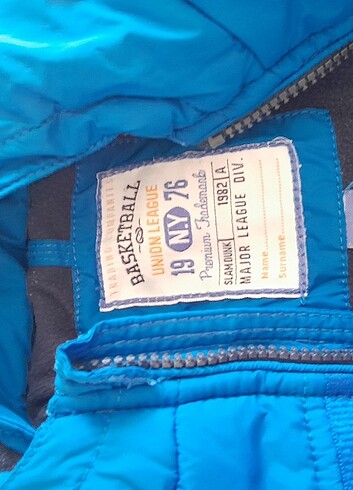 BASKETBALL
UNION LEAGUE
19 NY 76
Premium Trademark
SLAM DUNK 1982 A
MAJOR LEAGUE DIV.
Name
Surname